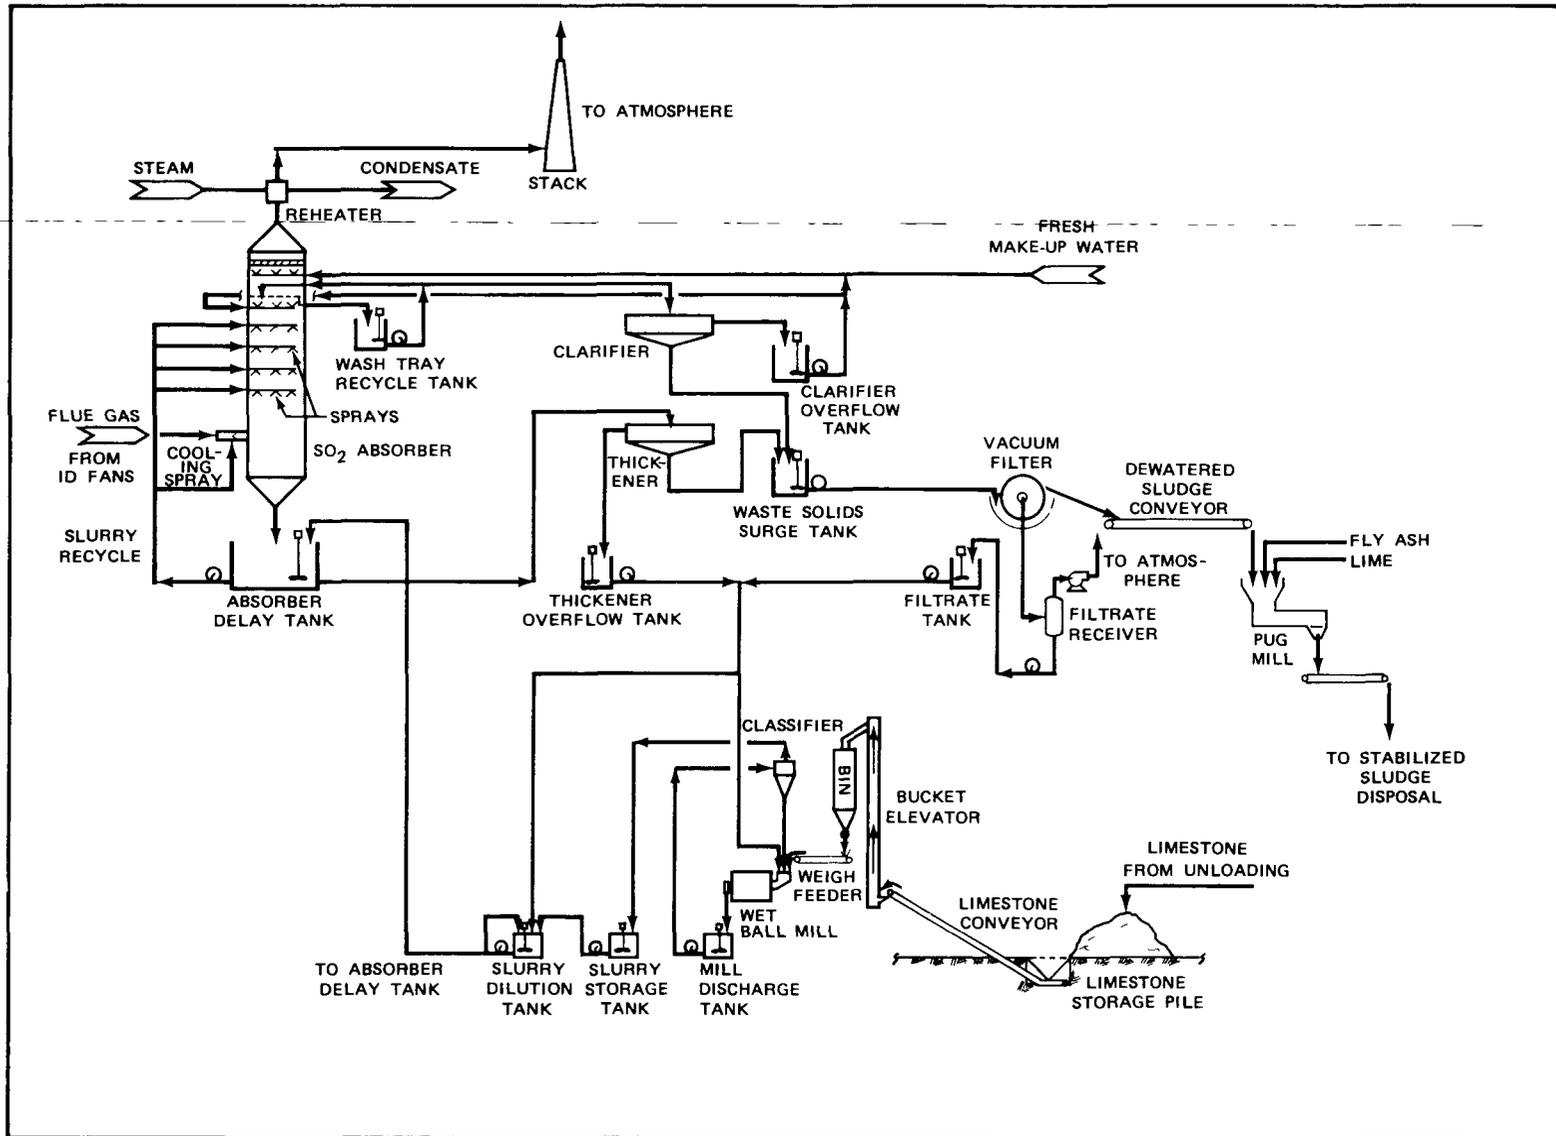 TO ATMOSPHERE
STEAM
CONDENSATE
STACK
REHEATER
FRESH
MAKE-UP WATER
WASH TRAY
RECYCLE TANK
CLARIFIER
CLARIFIER
OVERFLOW
TANK
SPRAYS
FLUE GAS
FROM
ID FANS
COOL-
ING
SPRAY
SO2 ABSORBER
THICK-
ENER
VACUUM
FILTER
DEWATERED
SLUDGE
CONVEYOR
WASTE SOLIDS
SURGE TANK
SLURRY
RECYCLE
FLY ASH
LIME
TO ATMOS-
PHERE
ABSORBER
DELAY TANK
THICKENER
OVERFLOW TANK
FILTRATE
TANK
FILTRATE
RECEIVER
PUG
MILL
CLASSIFIER
BIN
BUCKET
ELEVATOR
TO STABILIZED
SLUDGE
DISPOSAL
WEIGH
FEEDER
LIMESTONE
FROM UNLOADING
WET
BALL MILL
LIMESTONE
CONVEYOR
TO ABSORBER
DELAY TANK
SLURRY
DILUTION
TANK
SLURRY
STORAGE
TANK
MILL
DISCHARGE
TANK
LIMESTONE
STORAGE PILE